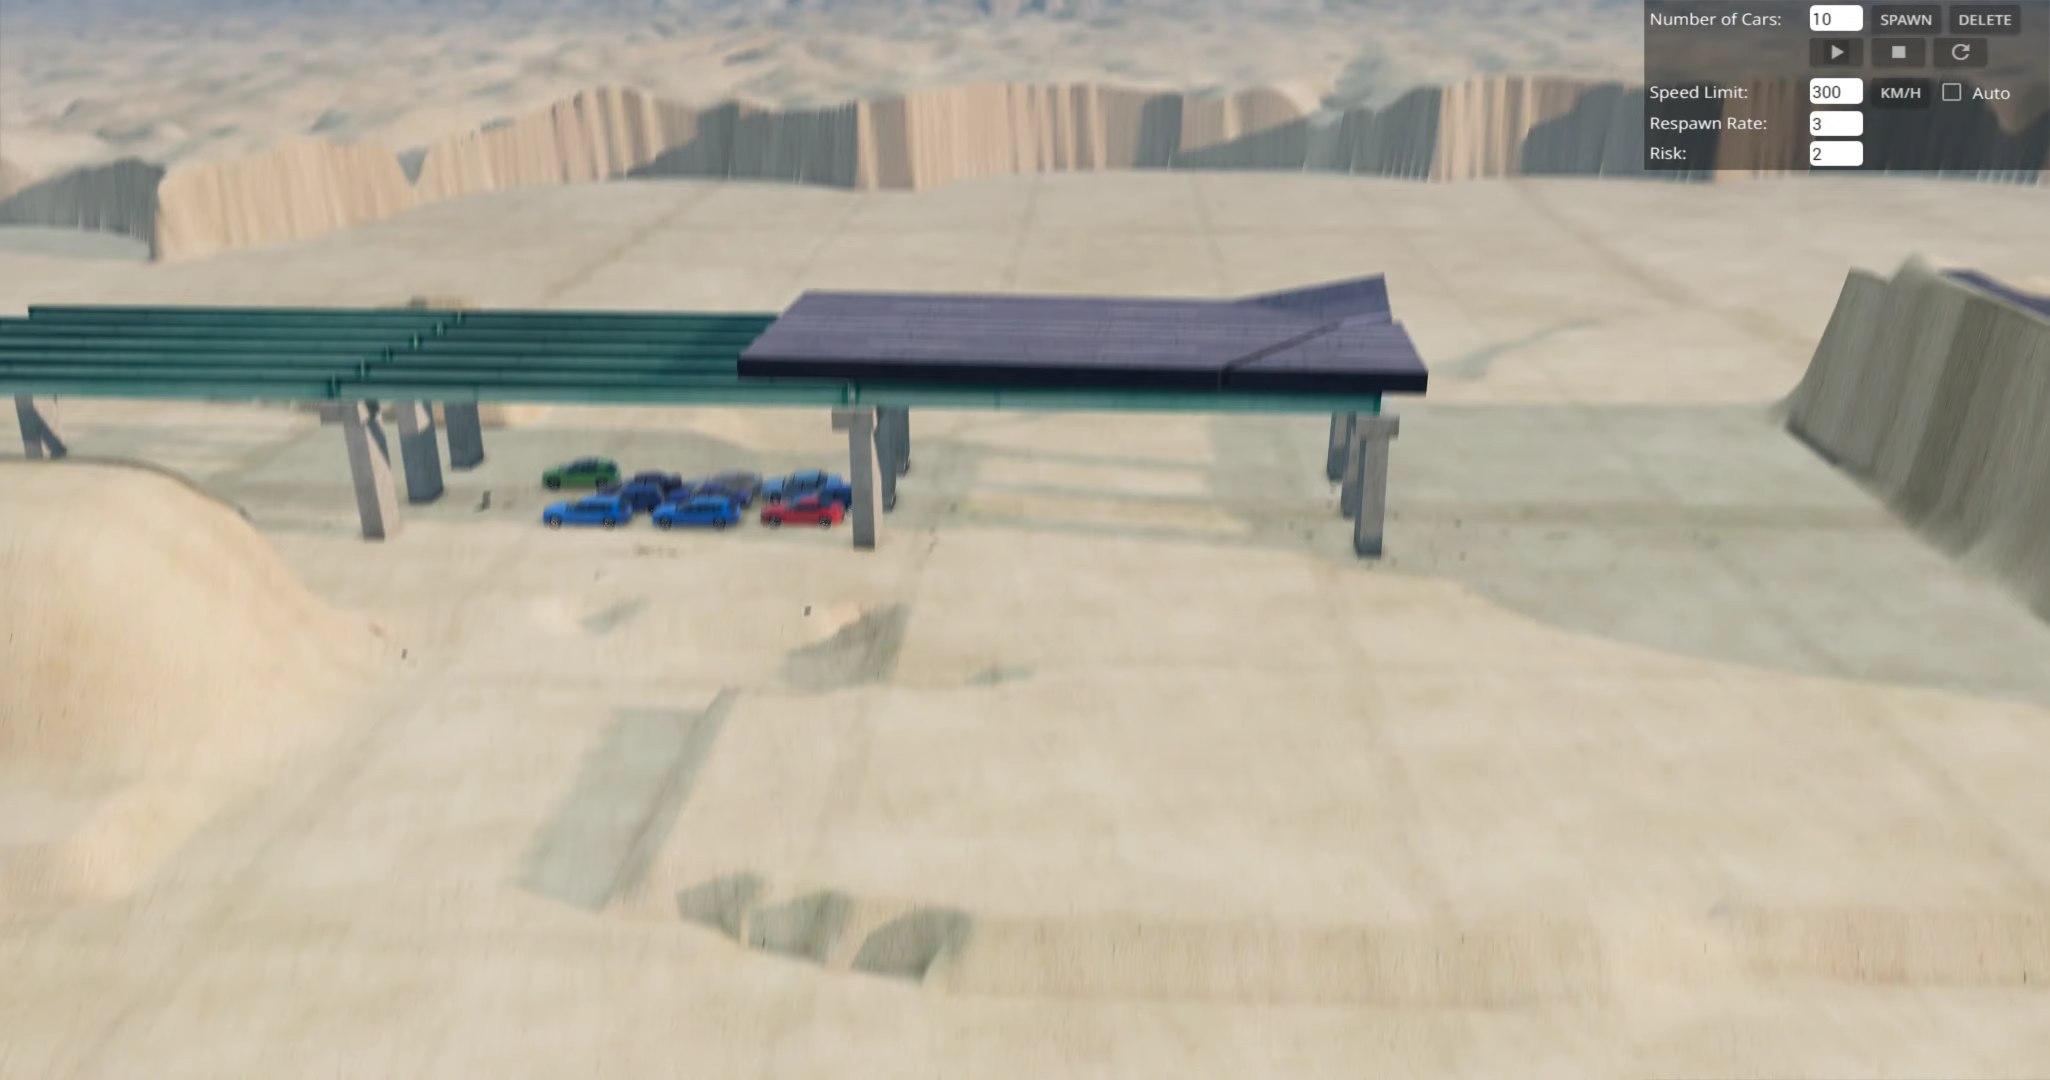 Number of Cars: 10 SPAWN DELETE
Speed Limit: 300 KM/H Auto
Respawn Rate: 3
Risk: 2